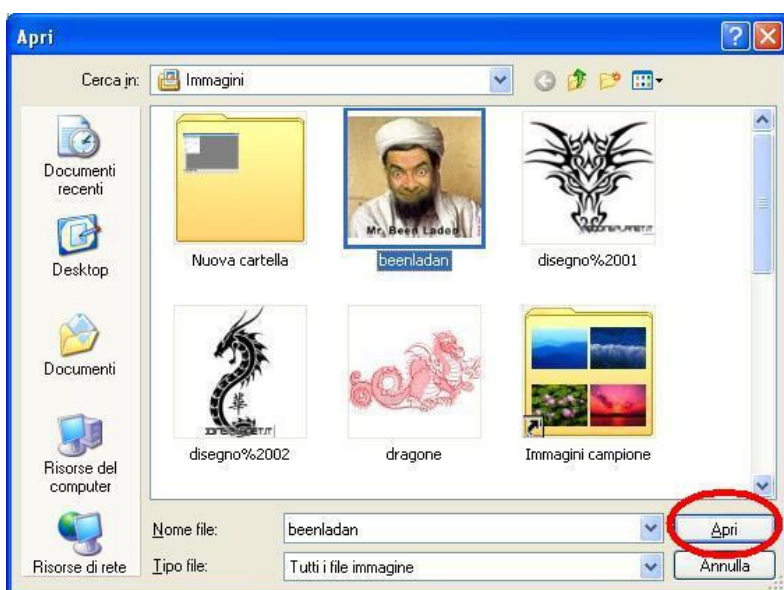 Apri
Cerca in:
Immagini
Documenti
recenti
Desktop
Documenti
Risorse del
computer
Risorse di rete
Mr. Been Laden
Nuova cartella
beenladan
disegno%2001
disegno%2002
dragone
Immagini campione
Nome file:
beenladan
Apri
Tipo file:
Tutti i file immagine
Annulla